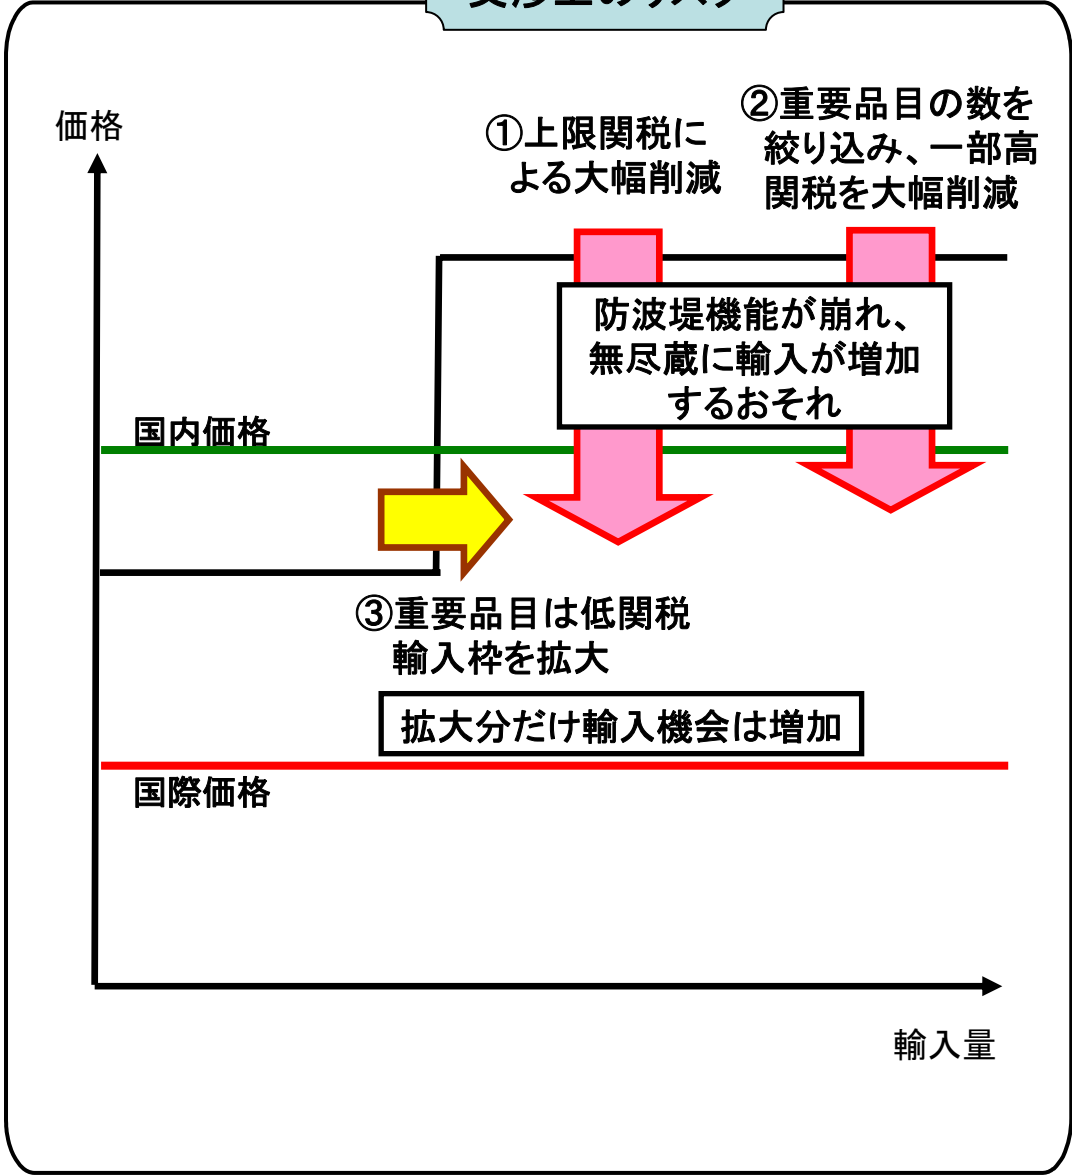 価格
①上限関税に
よる大幅削減
②重要品目の数を
絞り込み、一部高
関税を大幅削減
防波堤機能が崩れ、
無尽蔵に輸入が増加
するおそれ
国内価格
③重要品目は低関税
輸入枠を拡大
拡大分だけ輸入機会は増加
国際価格
輸入量